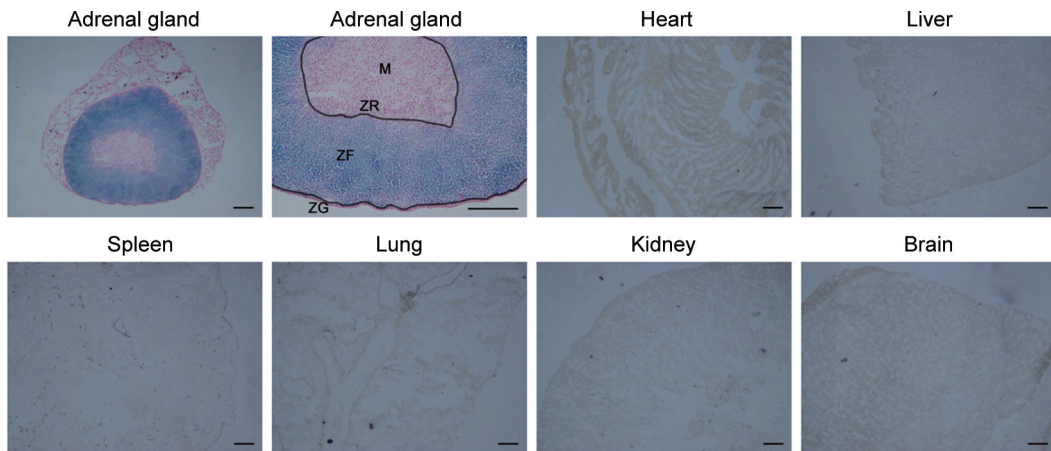 Adrenal gland
Adrenal gland
Heart
Liver
M
ZR
ZF
ZG
Spleen
Lung
Kidney
Brain